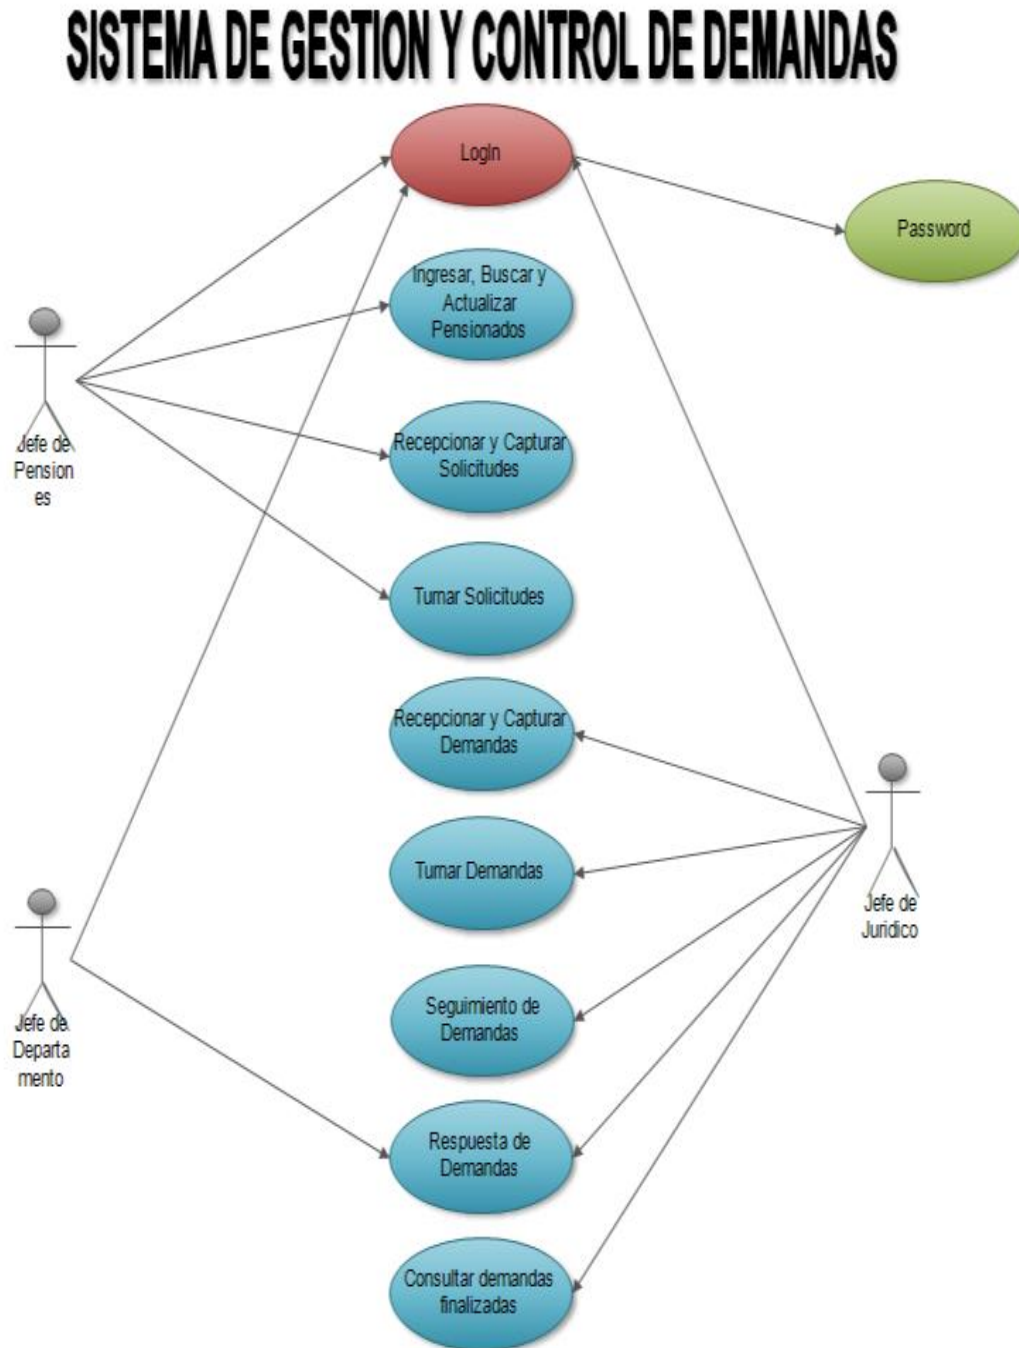 SISTEMA DE GESTION Y CONTROL DE DEMANDAS
LogIn
Password
Ingresar, Buscar y
Actualizar
Pensionados
Jefe de
Pension
es
Recepcionar y Capturar
Solicitudes
Turnar Solicitudes
Recepcionar y Capturar
Demandas
Turnar Demandas
Jefe de
Juridico
Jefe de
Departa
mento
Seguimiento de
Demandas
Respuesta de
Demandas
Consultar demandas
finalizadas